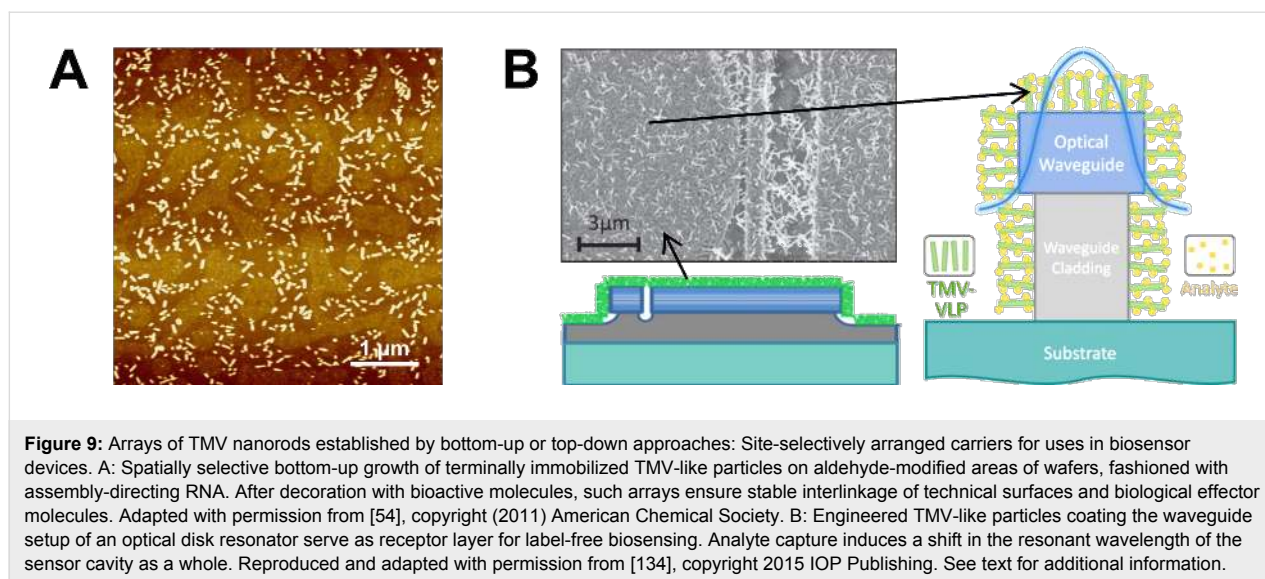 A
B
1 µm
3µm
Optical
Waveguide
Waveguide
Cladding
TMV-
VLP
Analyte
Substrate
Figure 9: Arrays of TMV nanorods established by bottom-up or top-down approaches: Site-selectively arranged carriers for uses in biosensor
devices. A: Spatially selective bottom-up growth of terminally immobilized TMV-like particles on aldehyde-modified areas of wafers, fashioned with
assembly-directing RNA. After decoration with bioactive molecules, such arrays ensure stable interlinkage of technical surfaces and biological effector
molecules. Adapted with permission from [54], copyright (2011) American Chemical Society. B: Engineered TMV-like particles coating the waveguide
setup of an optical disk resonator serve as receptor layer for label-free biosensing. Analyte capture induces a shift in the resonant wavelength of the
sensor cavity as a whole. Reproduced and adapted with permission from [134], copyright 2015 IOP Publishing. See text for additional information.